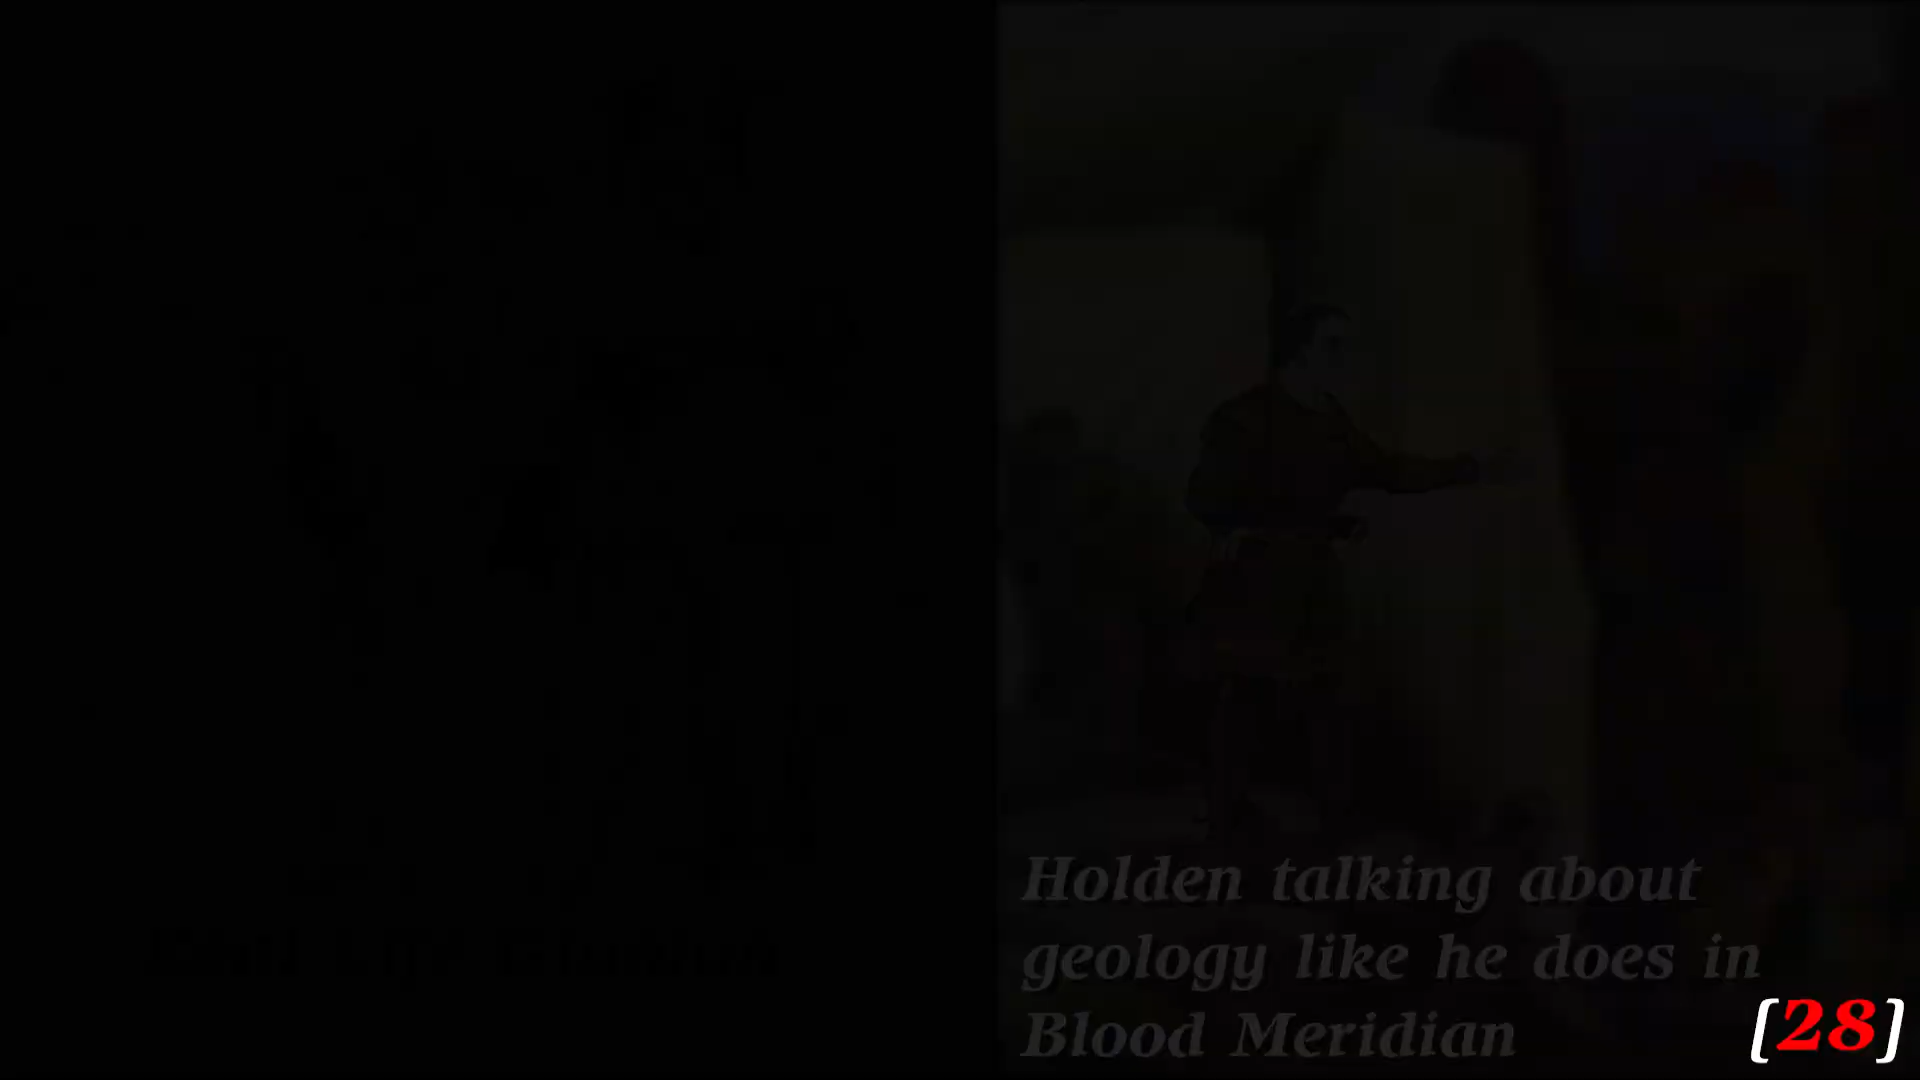 Holden talking about
geology like he does in
Blood Meridian
[28]